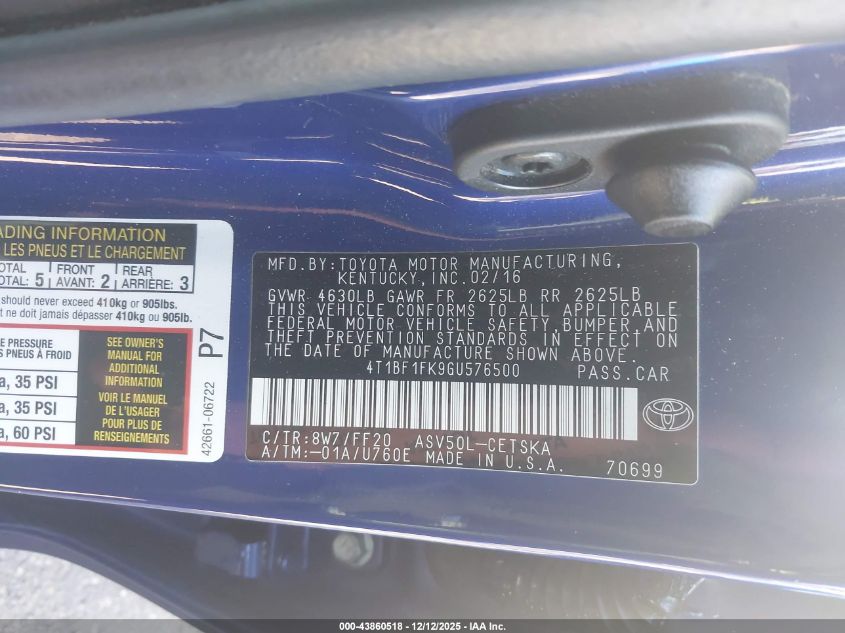 ADING INFORMATION
LES PNEUS ET LE CHARGEMENT
OTAL FRONT REAR
OTAL: 5 AVANT: 2 ARRIÈRE: 3
should never exceed 410kg or 905lbs.
t ne doit jamais dépasser 410kg ou 905lb.
E PRESSURE
S PNEUS À FROID
a, 35 PSI
a, 35 PSI
a, 60 PSI
SEE OWNER'S
MANUAL FOR
ADDITIONAL
INFORMATION
VOIR LE MANUEL
DE L'USAGER
POUR PLUS DE
RENSEIGNEMENTS
P7
42661-06722
MFD.BY:TOYOTA MOTOR MANUFACTURING,
KENTUCKY,INC.02/16
GVWR 4630LB GAWR FR 2625LB RR 2625LB
THIS VEHICLE CONFORMS TO ALL APPLICABLE
FEDERAL MOTOR VEHICLE SAFETY,BUMPER,AND
THEFT PREVENTION STANDARDS IN EFFECT ON
THE DATE OF MANUFACTURE SHOWN ABOVE.
4T1BF1FK9GU576500 PASS.CAR
C/TR:8W7/FF20 ASV50L-CETSKA
A/TM:-01A/U760E MADE IN U.S.A. 70699
000-43860518 - 12/12/2025 - IAA Inc.